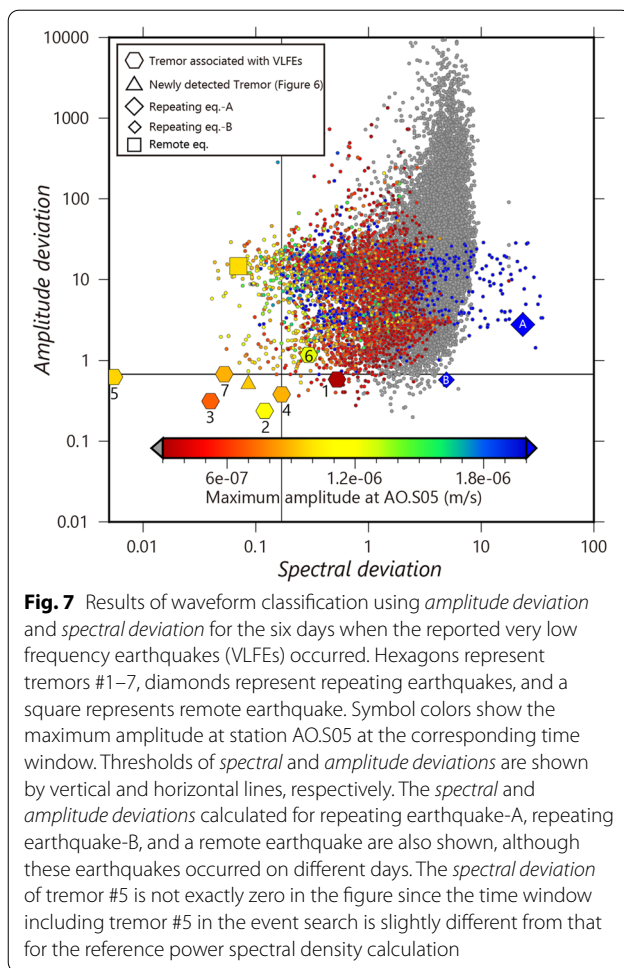 10000
1000
100
10
1
0.1
0.01
Amplitude deviation
Tremor associated with VLFEs
Newly detected Tremor (Figure 6)
Repeating eq.-A
Repeating eq.-B
Remote eq.
A
B
6
5
7
3
2
4
1
6e-07 1.2e-06 1.8e-06
Maximum amplitude at AO.S05 (m/s)
0.01 0.1 1 10 100
Spectral deviation
Fig. 7 Results of waveform classification using amplitude deviation
and spectral deviation for the six days when the reported very low
frequency earthquakes (VLFEs) occurred. Hexagons represent
tremors #1–7, diamonds represent repeating earthquakes, and a
square represents remote earthquake. Symbol colors show the
maximum amplitude at station AO.S05 at the corresponding time
window. Thresholds of spectral and amplitude deviations are shown
by vertical and horizontal lines, respectively. The spectral and
amplitude deviations calculated for repeating earthquake-A, repeating
earthquake-B, and a remote earthquake are also shown, although
these earthquakes occurred on different days. The spectral deviation
of tremor #5 is not exactly zero in the figure since the time window
including tremor #5 in the event search is slightly different from that
for the reference power spectral density calculation